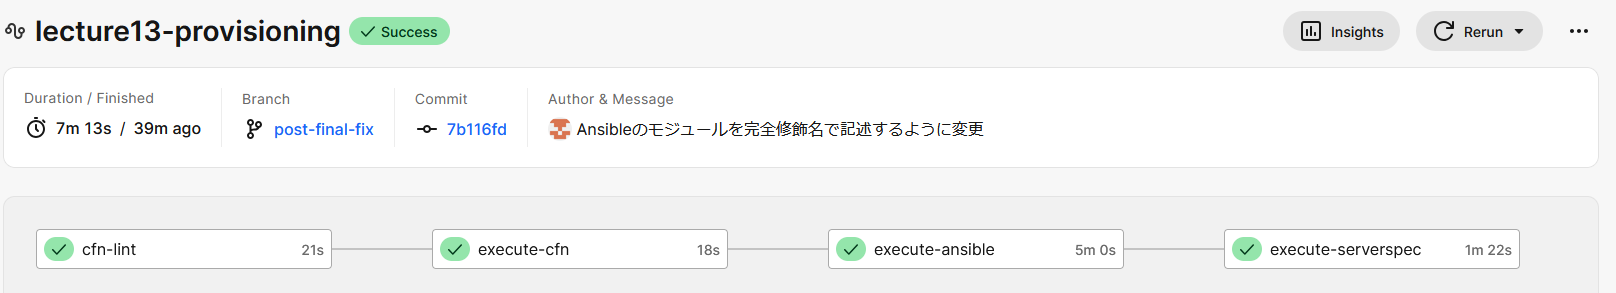 lecture13-provisioning Success Insights Rerun
Duration / Finished Branch Commit Author & Message
7m 13s / 39m ago post-final-fix 7b116fd Ansibleのモジュールを完全修飾名で記述するように変更
cfn-lint 21s execute-cfn 18s execute-ansible 5m 0s execute-serverspec 1m 22s